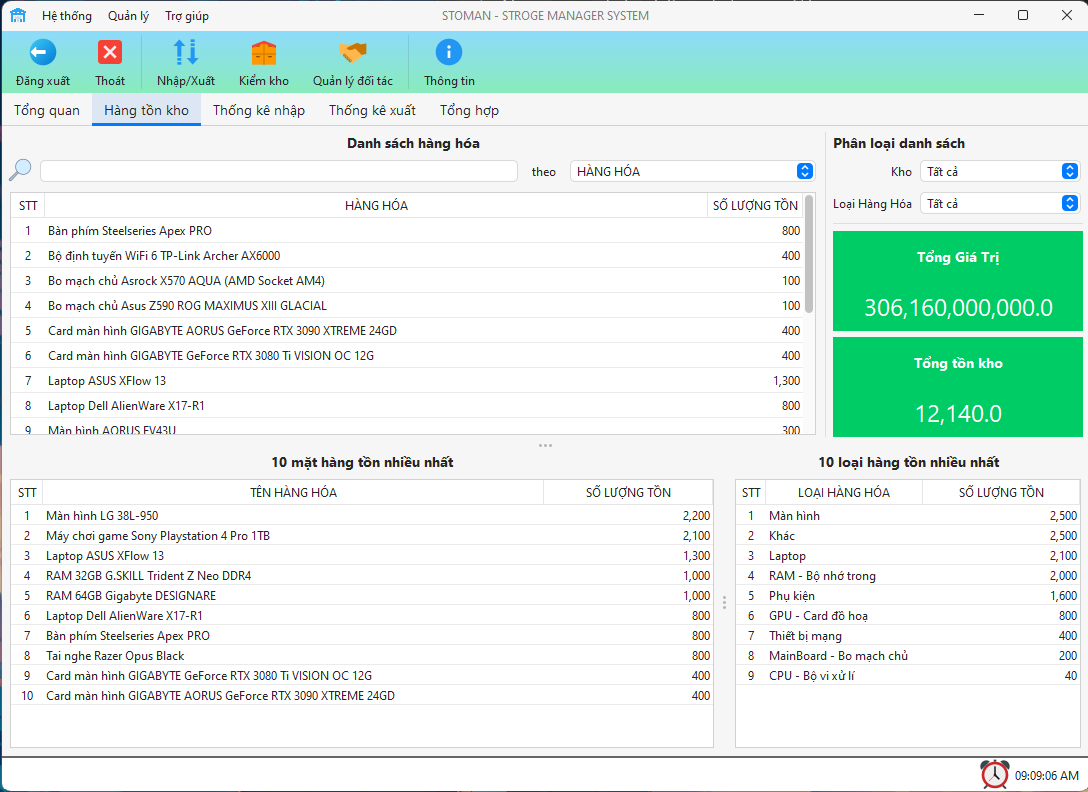 STOMAN - STROGE MANAGER SYSTEM
Hệ thống Quản lý Trợ giúp
Đăng xuất Thoát Nhập/Xuất Kiểm kho Quản lý đối tác Thông tin
Tổng quan Hàng tồn kho Thống kê nhập Thống kê xuất Tổng hợp
Danh sách hàng hóa
theo HÀNG HÓA
STT HÀNG HÓA SỐ LƯỢNG TỒN
1 Bàn phím Steelseries Apex PRO 800
2 Bộ định tuyến WiFi 6 TP-Link Archer AX6000 400
3 Bo mạch chủ Asrock X570 AQUA (AMD Socket AM4) 100
4 Bo mạch chủ Asus Z590 ROG MAXIMUS XIII GLACIAL 100
5 Card màn hình GIGABYTE AORUS GeForce RTX 3090 XTREME 24GD 400
6 Card màn hình GIGABYTE GeForce RTX 3080 Ti VISION OC 12G 400
7 Laptop ASUS XFlow 13 1,300
8 Laptop Dell AlienWare X17-R1 800
9 Màn hình AORUS FV43U 300
Phân loại danh sách
Kho Tất cả
Loại Hàng Hóa Tất cả
Tổng Giá Trị
306,160,000,000.0
Tổng tồn kho
12,140.0
10 mặt hàng tồn nhiều nhất
STT TÊN HÀNG HÓA SỐ LƯỢNG TỒN
1 Màn hình LG 38L-950 2,200
2 Máy chơi game Sony Playstation 4 Pro 1TB 2,100
3 Laptop ASUS XFlow 13 1,300
4 RAM 32GB G.SKILL Trident Z Neo DDR4 1,000
5 RAM 64GB Gigabyte DESIGNARE 1,000
6 Laptop Dell AlienWare X17-R1 800
7 Bàn phím Steelseries Apex PRO 800
8 Tai nghe Razer Opus Black 800
9 Card màn hình GIGABYTE GeForce RTX 3080 Ti VISION OC 12G 400
10 Card màn hình GIGABYTE AORUS GeForce RTX 3090 XTREME 24GD 400
10 loại hàng tồn nhiều nhất
STT LOẠI HÀNG HÓA SỐ LƯỢNG TỒN
1 Màn hình 2,500
2 Khác 2,500
3 Laptop 2,100
4 RAM - Bộ nhớ trong 2,000
5 Phụ kiện 1,600
6 GPU - Card đồ hoạ 800
7 Thiết bị mạng 400
8 MainBoard - Bo mạch chủ 200
9 CPU - Bộ vi xử lí 40
09:09:06 AM